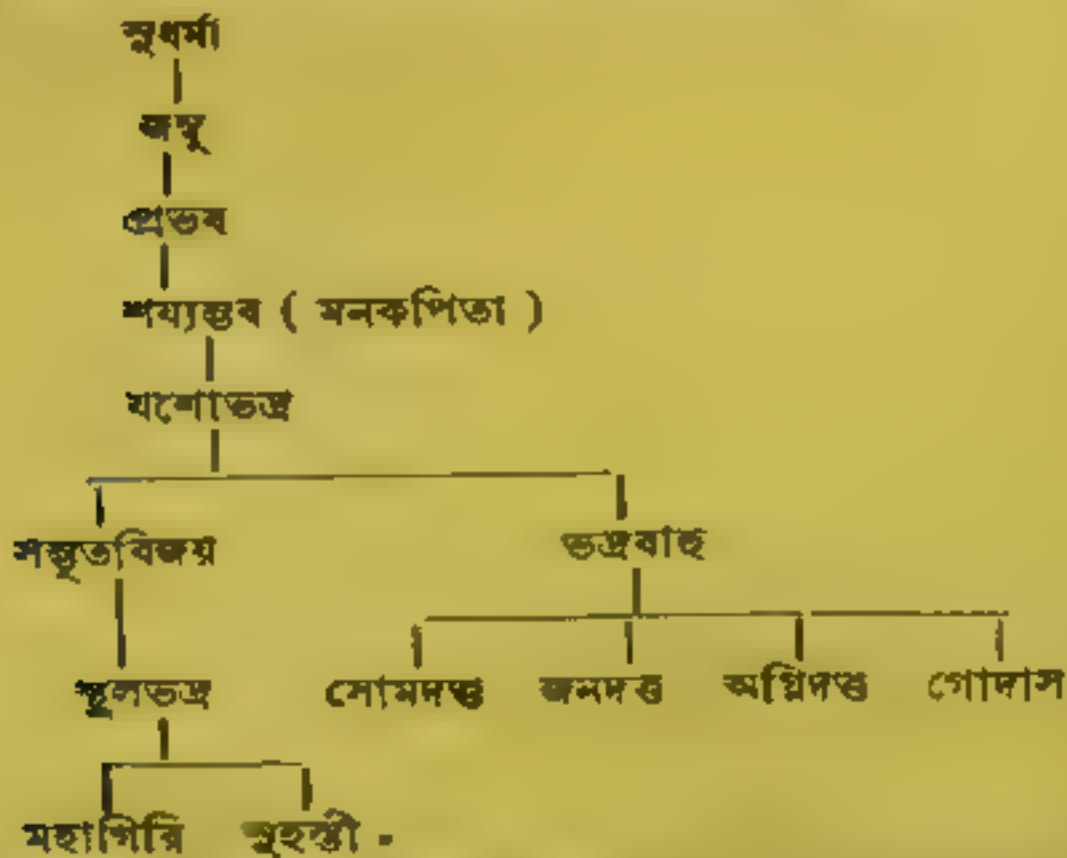 সুধর্মা
জম্বু
প্রভব
শয্যম্ভব ( মনকপিতা )
যশোভদ্র
সম্ভূতবিজয় ভদ্রবাহু
স্থূলভদ্র সোমদত্ত জনদত্ত অগ্নিদত্ত গোদাস
মহাগিরি সুহস্তী -